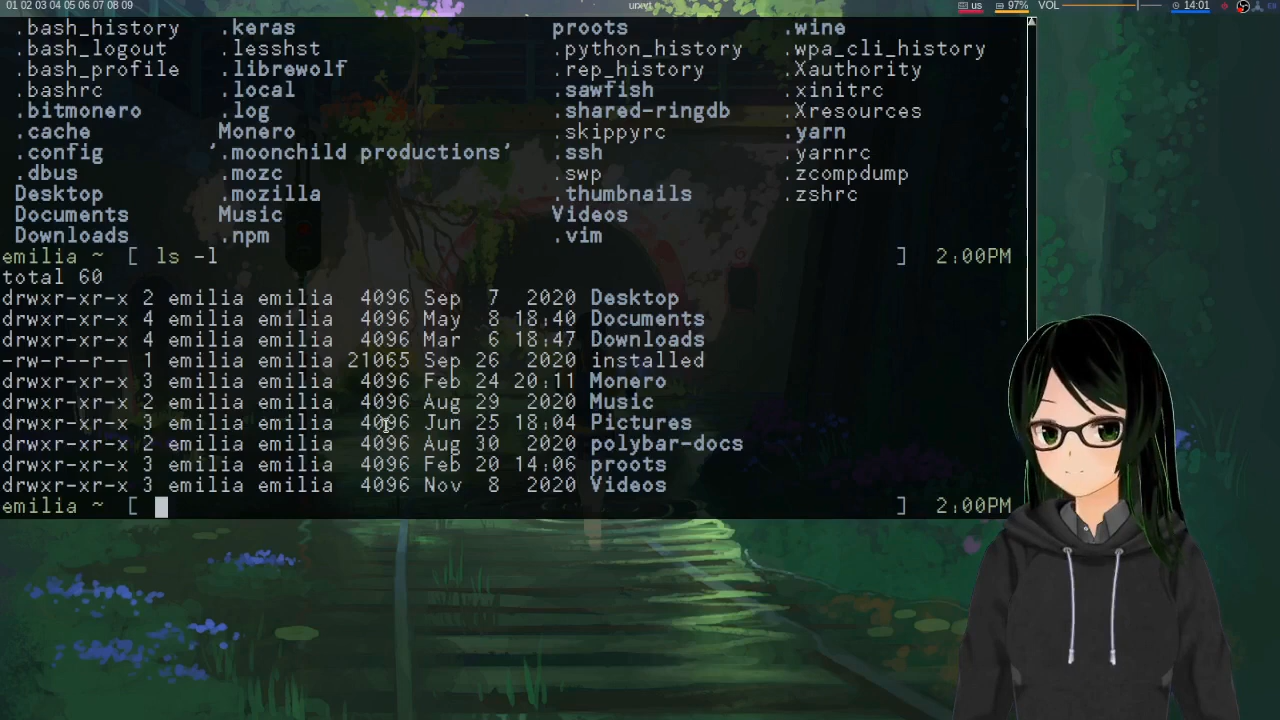 01 02 03 04 05 06 07 08 09 urxvt us 97% VOL 14:01
.bash_history .keras proots .wine
.bash_logout .lesshst .python_history .wpa_cli_history
.bash_profile .librewolf .rep_history .Xauthority
.bashrc .local .sawfish .xinitrc
.bitmonero .log .shared-ringdb .Xresources
.cache Monero .skippyrc .yarn
.config '.moonchild productions' .ssh .yarnrc
.dbus .mozc .swp .zcompdump
Desktop .mozilla .thumbnails .zshrc
Documents Music Videos
Downloads .npm .vim
emilia ~ [ ls -l ] 2:00PM
total 60
drwxr-xr-x 2 emilia emilia 4096 Sep 7 2020 Desktop
drwxr-xr-x 4 emilia emilia 4096 May 8 18:40 Documents
drwxr-xr-x 4 emilia emilia 4096 Mar 6 18:47 Downloads
-rw-r--r-- 1 emilia emilia 21065 Sep 26 2020 installed
drwxr-xr-x 3 emilia emilia 4096 Feb 24 20:11 Monero
drwxr-xr-x 2 emilia emilia 4096 Aug 29 2020 Music
drwxr-xr-x 3 emilia emilia 4096 Jun 25 18:04 Pictures
drwxr-xr-x 2 emilia emilia 4096 Aug 30 2020 polybar-docs
drwxr-xr-x 3 emilia emilia 4096 Feb 20 14:06 proots
drwxr-xr-x 3 emilia emilia 4096 Nov 8 2020 Videos
emilia ~ [ ] 2:00PM